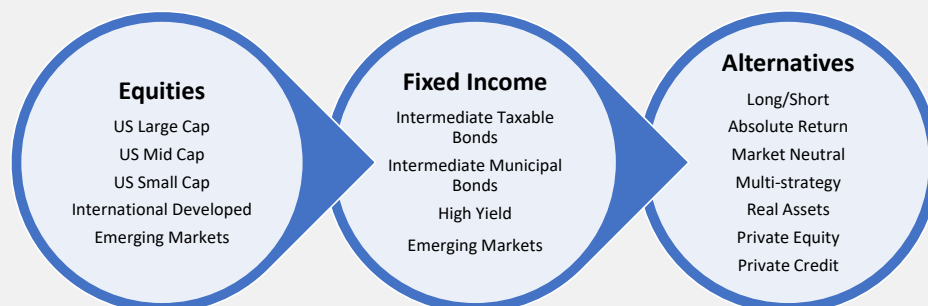 Equities
US Large Cap
US Mid Cap
US Small Cap
International Developed
Emerging Markets
Fixed Income
Intermediate Taxable
Bonds
Intermediate Municipal
Bonds
High Yield
Emerging Markets
Alternatives
Long/Short
Absolute Return
Market Neutral
Multi-strategy
Real Assets
Private Equity
Private Credit